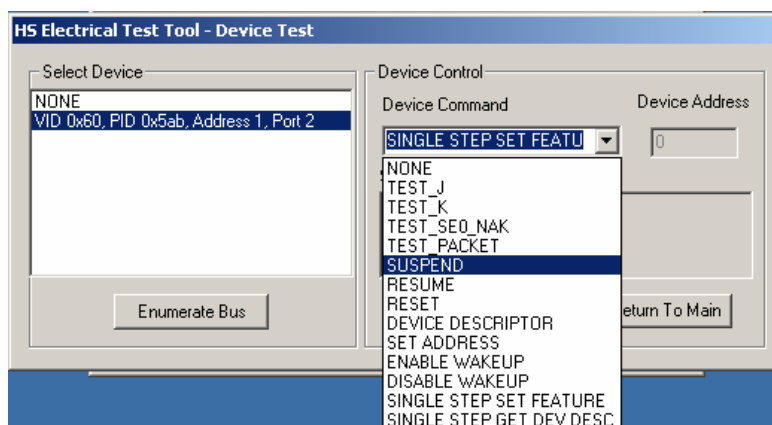 HS Electrical Test Tool - Device Test
Select Device
NONE
VID 0x60, PID 0x5ab, Address 1, Port 2
Enumerate Bus
Device Control
Device Command
Device Address
SINGLE STEP SET FEATU
0
NONE
TEST_J
TEST_K
TEST_SE0_NAK
TEST_PACKET
SUSPEND
RESUME
RESET
DEVICE DESCRIPTOR
SET ADDRESS
ENABLE WAKEUP
DISABLE WAKEUP
SINGLE STEP SET FEATURE
SINGLE STEP GET DEV DESC
eturn To Main